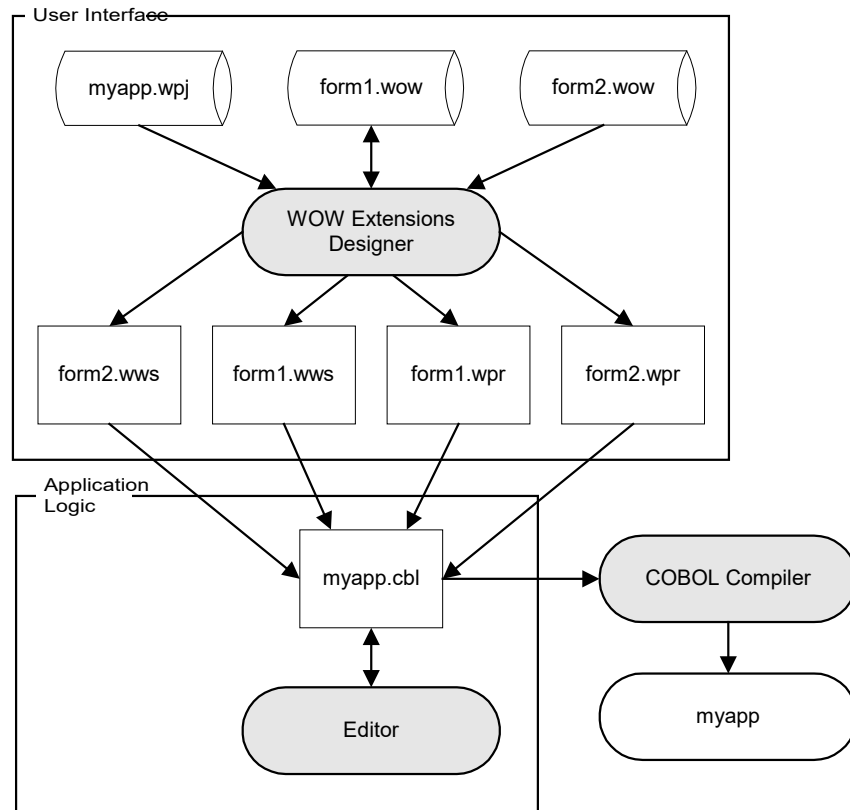 User Interface
myapp.wpj
form1.wow
form2.wow
WOW Extensions
Designer
form2.wws
form1.wws
form1.wpr
form2.wpr
Application
Logic
myapp.cbl
COBOL Compiler
Editor
myapp